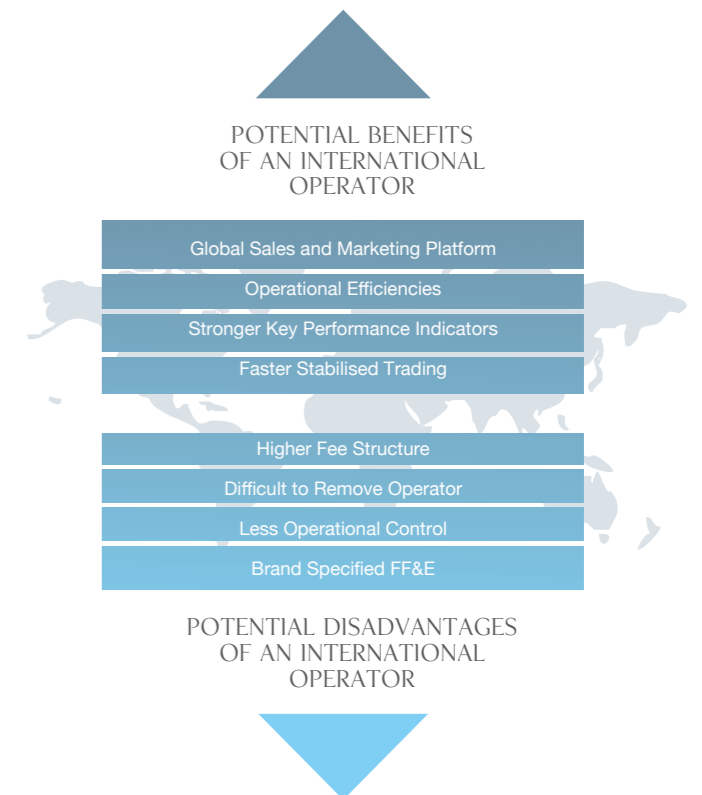 POTENTIAL BENEFITS
OF AN INTERNATIONAL
OPERATOR
Global Sales and Marketing Platform
Operational Efficiencies
Stronger Key Performance Indicators
Faster Stabilised Trading
Higher Fee Structure
Difficult to Remove Operator
Less Operational Control
Brand Specified FF&E
POTENTIAL DISADVANTAGES
OF AN INTERNATIONAL
OPERATOR